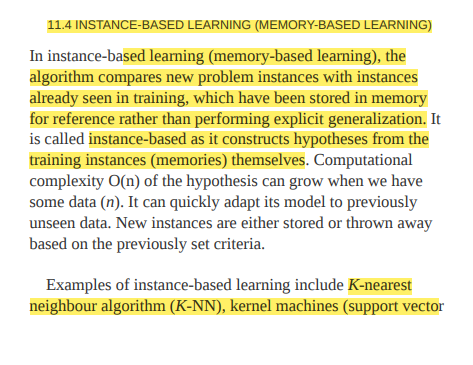 11.4 INSTANCE-BASED LEARNING (MEMORY-BASED LEARNING)
In instance-based learning (memory-based learning), the
algorithm compares new problem instances with instances
already seen in training, which have been stored in memory
for reference rather than performing explicit generalization. It
is called instance-based as it constructs hypotheses from the
training instances (memories) themselves. Computational
complexity O(n) of the hypothesis can grow when we have
some data (n). It can quickly adapt its model to previously
unseen data. New instances are either stored or thrown away
based on the previously set criteria.
Examples of instance-based learning include K-nearest
neighbour algorithm (K-NN), kernel machines (support vector